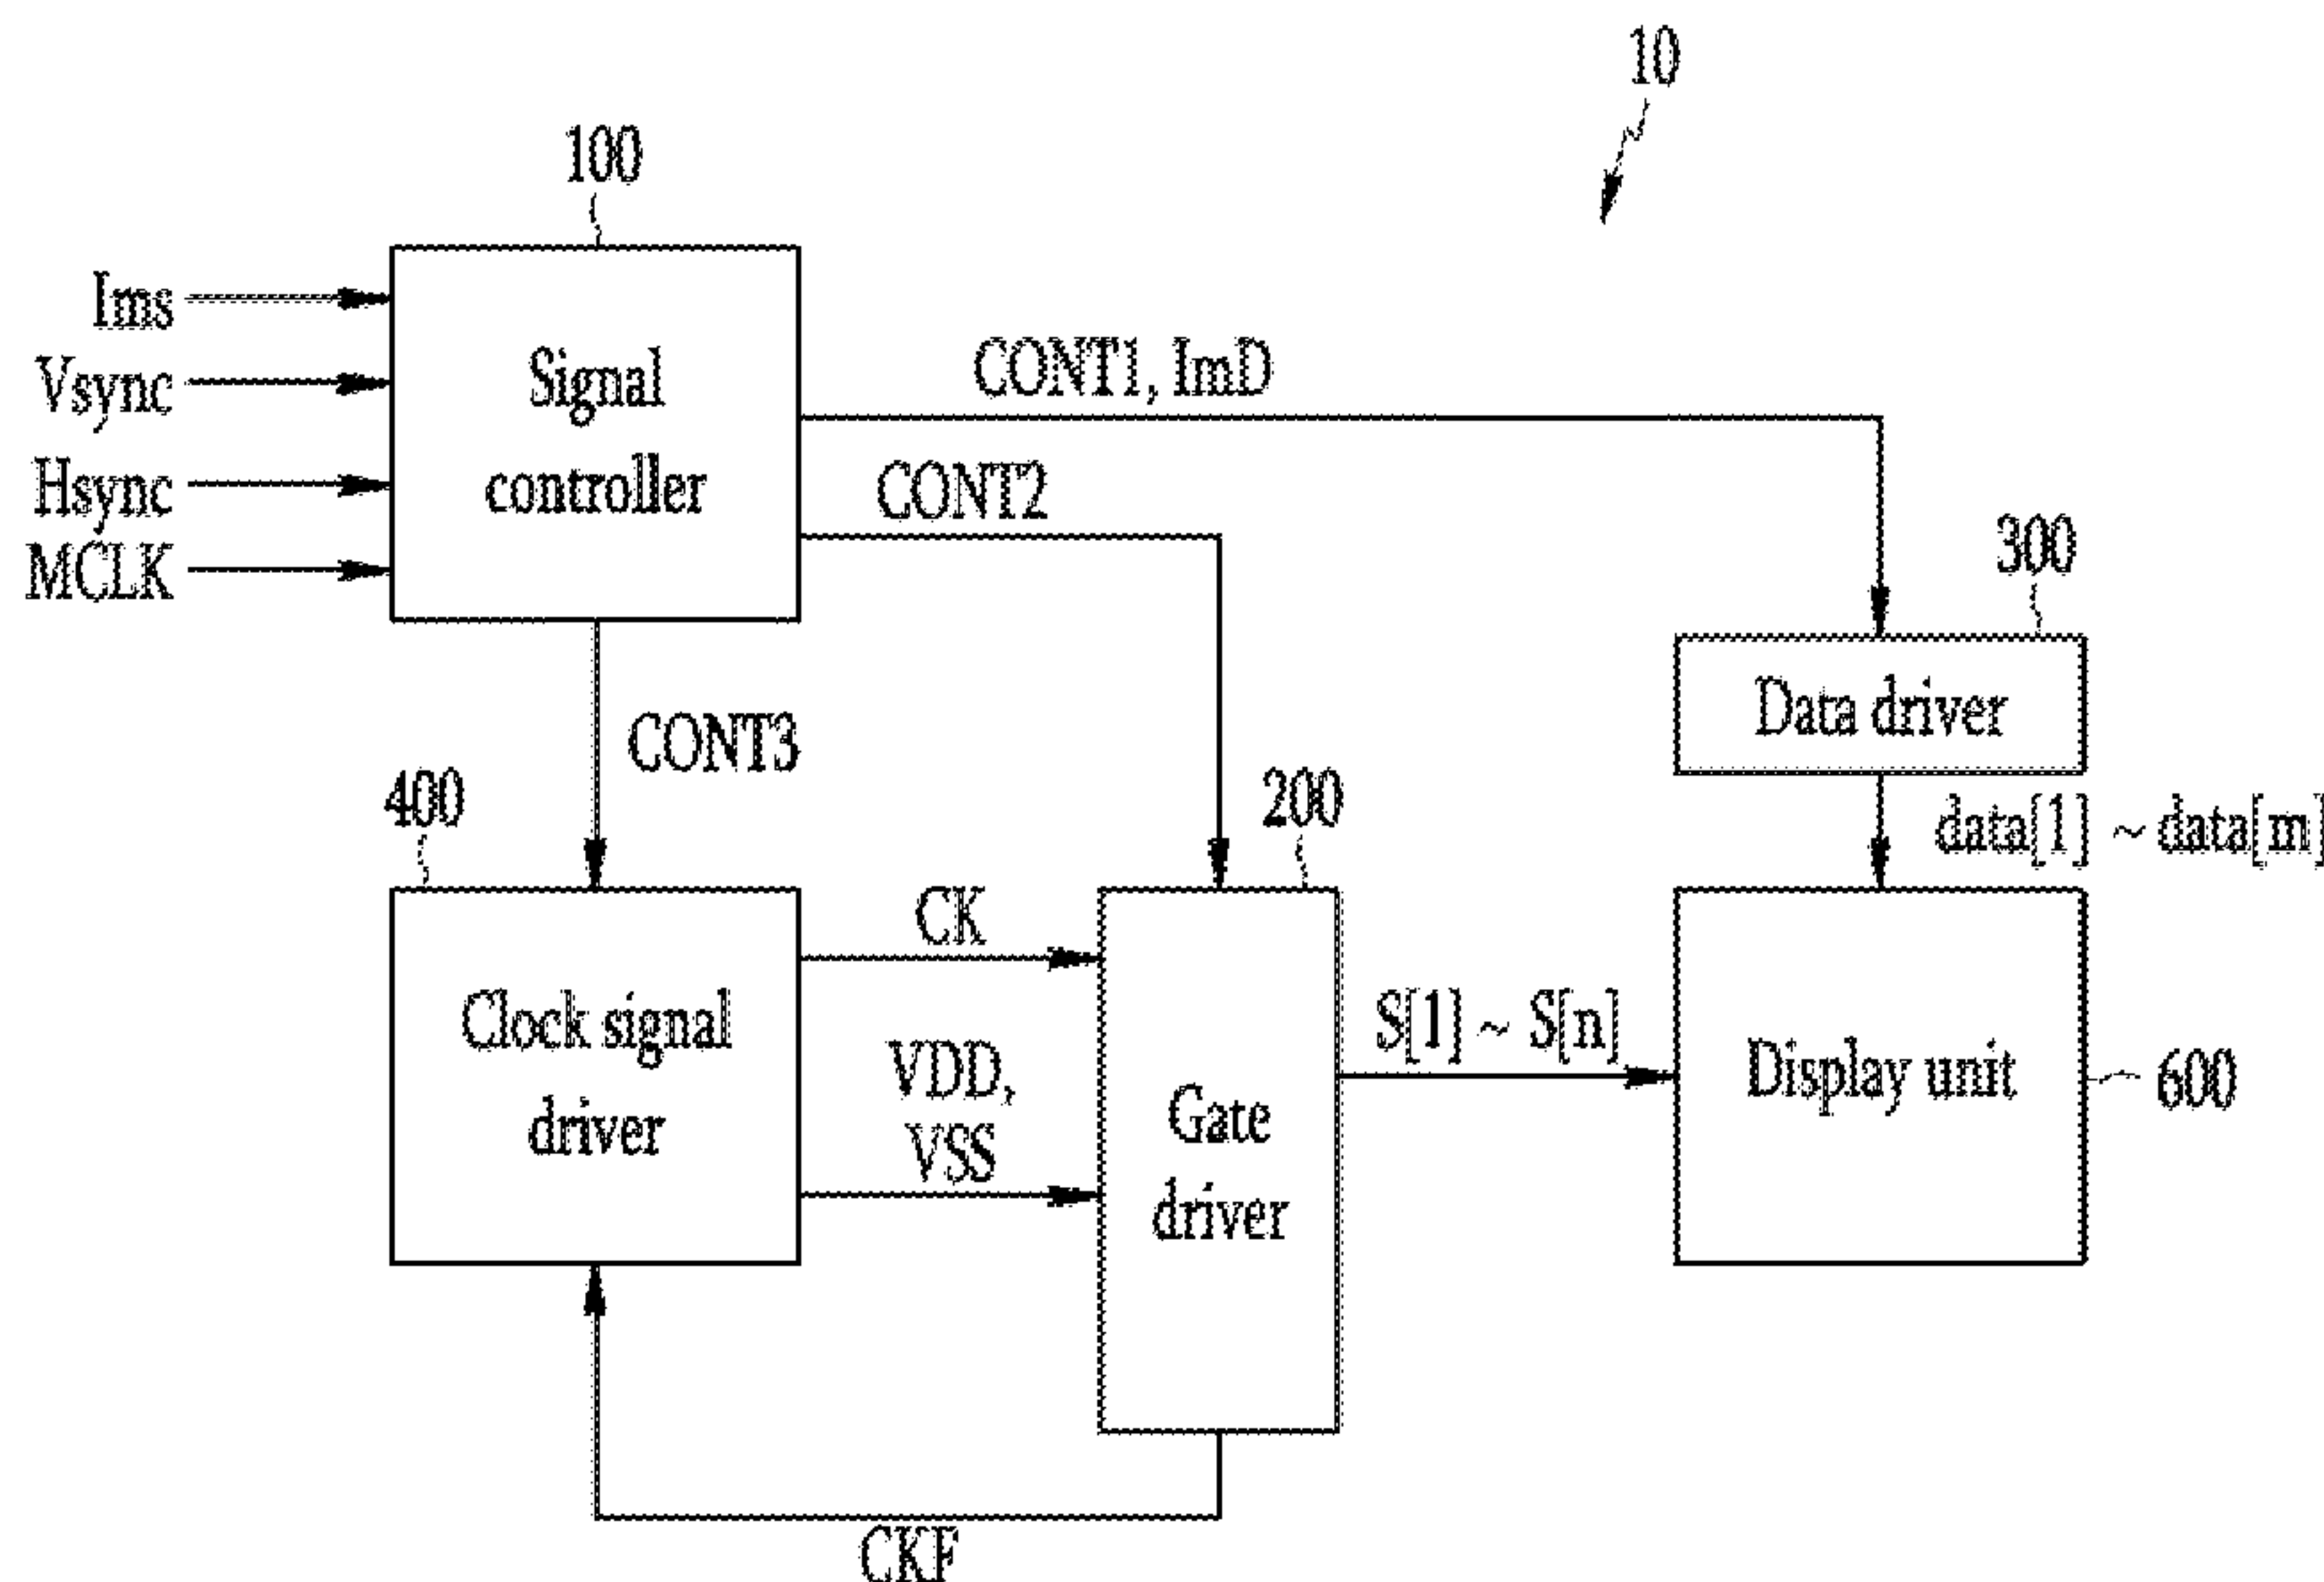 10
100
Ims
Vsync
Hsync
MCLK
Signal
controller
CONT1, ImD
CONT2
300
Data driver
CONT3
400
200
data[1] ~ data[m]
CK
Clock signal
driver
VDD,
VSS
Gate
driver
S[1] ~ S[n]
Display unit
600
CKF